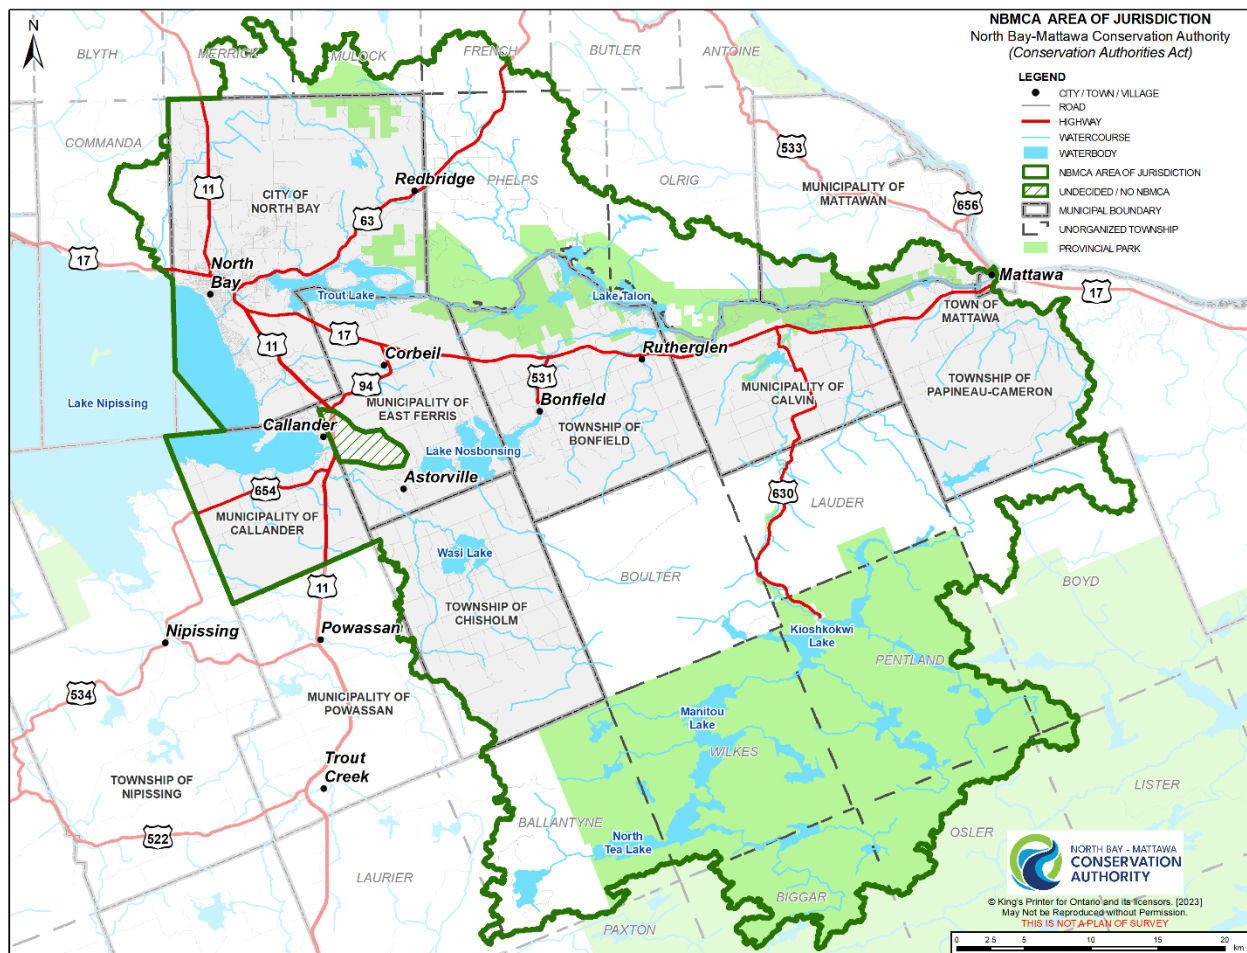 N
NBMCA AREA OF JURISDICTION
North Bay-Mattawa Conservation Authority
(Conservation Authorities Act)
LEGEND
CITY / TOWN / VILLAGE
ROAD
HIGHWAY
WATERCOURSE
WATERBODY
NBMCA AREA OF JURISDICTION
UNDECIDED / NO NBMCA
MUNICIPAL BOUNDARY
UNORGANIZED TOWNSHIP
PROVINCIAL PARK
BLYTH
MERRICK
MULOCK
FRENCH
BUTLER
ANTOINE
COMMANDA
533
11
CITY OF
NORTH BAY
Redbridge
PHELPS
OLRIG
MUNICIPALITY OF
MATTAWAN
656
63
17
North
Bay
Trout Lake
Lake Talon
Mattawa
17
TOWN OF
MATTAWA
11
17
Corbeil
94
531
Rutherglen
Lake Nipissing
MUNICIPALITY OF
EAST FERRIS
Bonfield
MUNICIPALITY OF
CALVIN
TOWNSHIP OF
PAPINEAU-CAMERON
Callander
TOWNSHIP OF
BONFIELD
Lake Nosbonsing
Astorville
654
630
LAUDER
MUNICIPALITY OF
CALLANDER
Wasi Lake
BOULTER
BOYD
11
TOWNSHIP OF
CHISHOLM
Kioshkokwi
Lake
Nipissing
Powassan
PENTLAND
534
MUNICIPALITY OF
POWASSAN
Manitou
Lake
WILKES
Trout
Creek
TOWNSHIP OF
NIPISSING
LISTER
522
BALLANTYNE
North
Tea Lake
OSLER
LAURIER
BIGGAR
PAXTON
NORTH BAY - MATTAWA
CONSERVATION
AUTHORITY
© King's Printer for Ontario and its licensors. [2023]
May Not be Reproduced without Permission.
THIS IS NOT A PLAN OF SURVEY
0 2.5 5 10 15 20
km